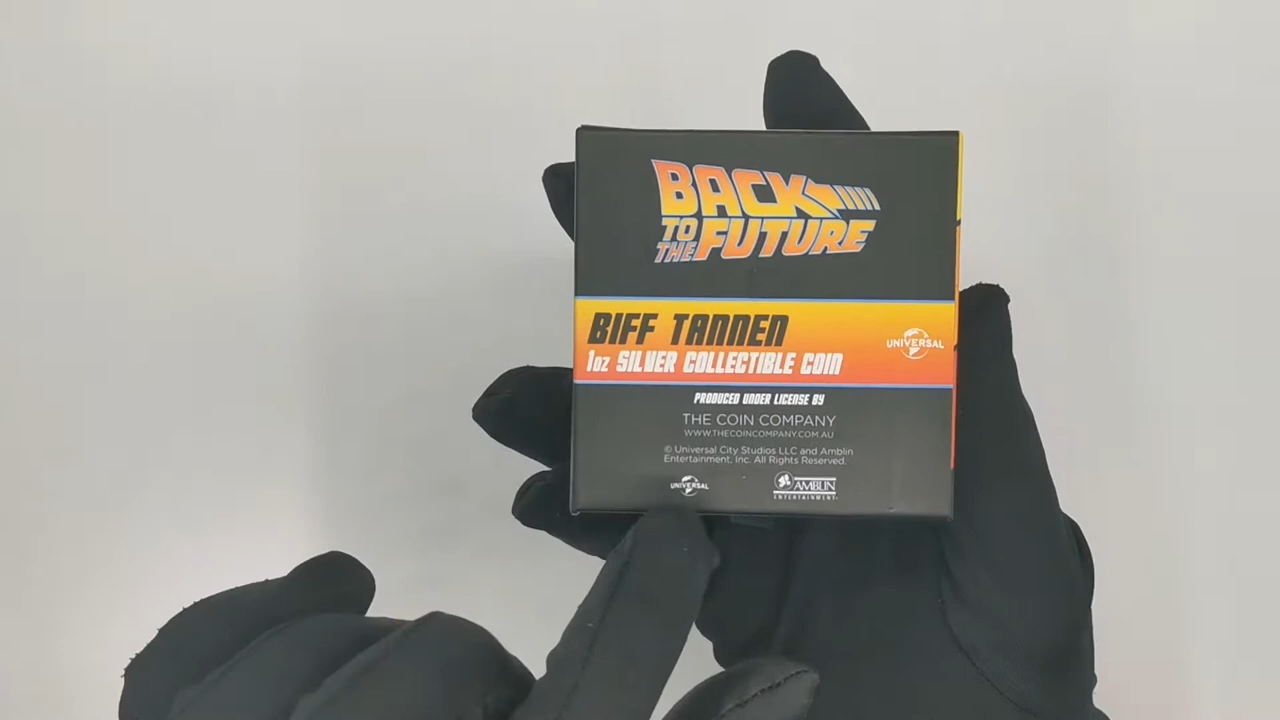 BACK
TO
THE FUTURE
BIFF TANNEN
UNIVERSAL
1oz SILVER COLLECTIBLE COIN
PRODUCED UNDER LICENSE BY
THE COIN COMPANY
WWW.THECOINCOMPANY.COM.AU
© Universal City Studios LLC and Amblin
Entertainment, Inc. All Rights Reserved.
UNIVERSAL
AMBLIN
ENTERTAINMENT